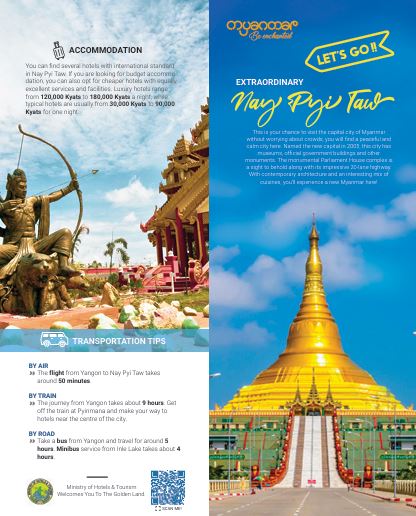 ACCOMMODATION
You can find several hotels with international standard
in Nay Pyi Taw. If you are looking for budget accommo
dation, you can also opt for cheaper hotels with equally
excellent services and facilities. Luxury hotels range
from 120,000 Kyats to 180,000 Kyats a night; while
typical hotels are usually from 30,000 Kyats to 90,000
Kyats for one night.
TRANSPORTATION TIPS
BY AIR
The flight from Yangon to Nay Pyi Taw takes
around 50 minutes.
BY TRAIN
The journey from Yangon takes about 9 hours. Get
off the train at Pyinmana and make your way to
hotels near the centre of the city.
BY ROAD
Take a bus from Yangon and travel for around 5
hours. Minibus service from Inle Lake takes about 4
hours.
Ministry of Hotels & Tourism
Welcomes You To The Golden Land.
SCAN ME!
myanmar
Be enchanted
LET'S GO!!
EXTRAORDINARY
Nay Pyi Taw
This is your chance to visit the capital city of Myanmar
without worrying about crowds, you will find a peaceful and
calm city here. Named the new capital in 2005, this city has
museums, official government buildings and other
monuments. The monumental Parliament House complex is
a sight to behold along with its impressive 20-lane highway.
With contemporary architecture and an interesting mix of
cuisines, you'll experience a new Myanmar here!